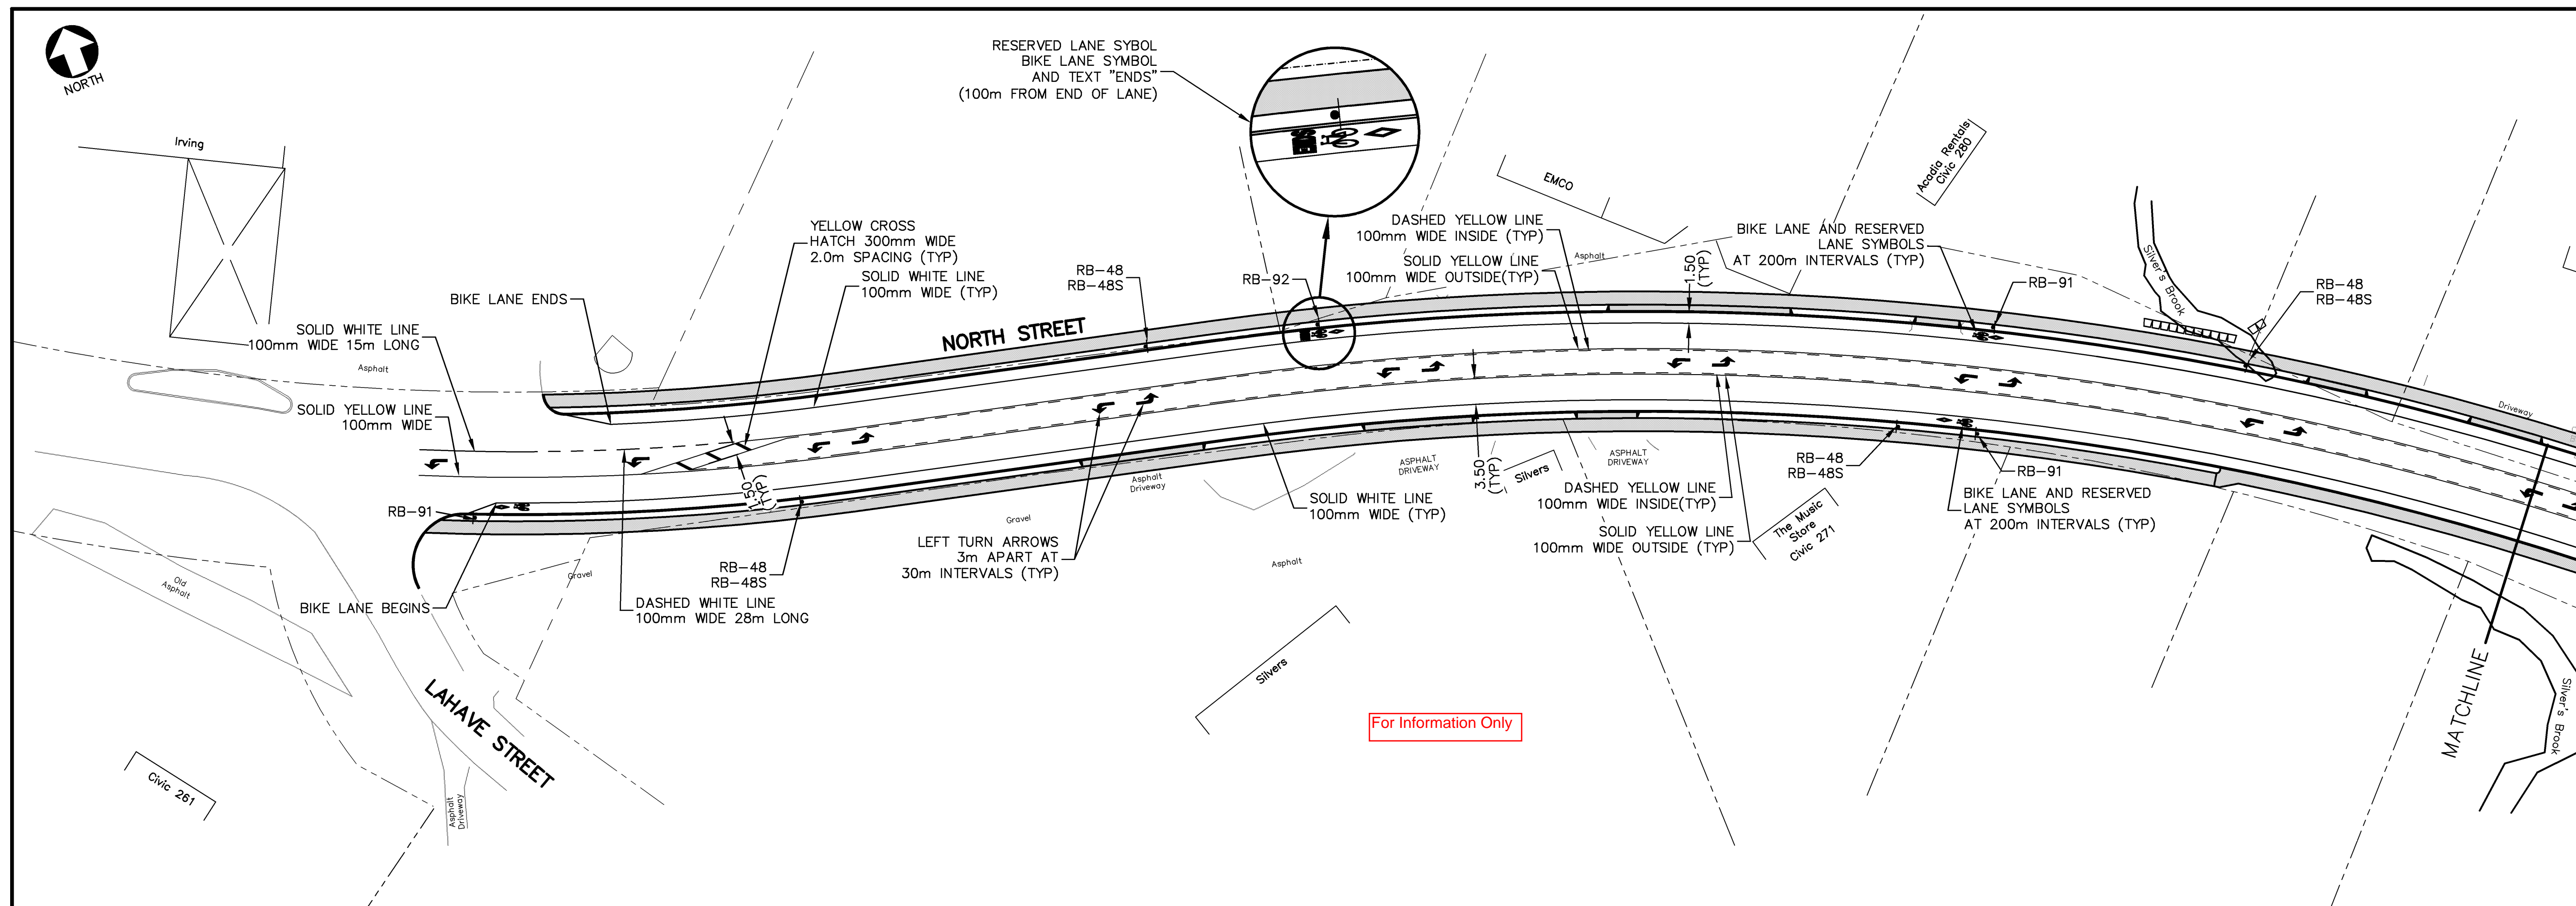 NORTH
RESERVED LANE SYBOL
BIKE LANE SYMBOL
AND TEXT "ENDS"
(100m FROM END OF LANE)
ENDS
Irving
EMCO
Acadia Rentals
Civic 280
YELLOW CROSS
HATCH 300mm WIDE
2.0m SPACING (TYP)
SOLID WHITE LINE
100mm WIDE (TYP)
RB-48
RB-48S
RB-92
DASHED YELLOW LINE
100mm WIDE INSIDE (TYP)
SOLID YELLOW LINE
100mm WIDE OUTSIDE(TYP)
Asphalt
1.50
(TYP)
BIKE LANE AND RESERVED
LANE SYMBOLS
AT 200m INTERVALS (TYP)
RB-91
Silver's Brook
RB-48
RB-48S
BIKE LANE ENDS
SOLID WHITE LINE
100mm WIDE 15m LONG
NORTH STREET
Asphalt
SOLID YELLOW LINE
100mm WIDE
Driveway
RB-91
1.50
(TYP)
Asphalt
Driveway
3.50
(TYP)
ASPHALT
DRIVEWAY
Silvers
ASPHALT
DRIVEWAY
RB-48
RB-48S
RB-91
BIKE LANE AND RESERVED
LANE SYMBOLS
AT 200m INTERVALS (TYP)
DASHED YELLOW LINE
100mm WIDE INSIDE(TYP)
SOLID YELLOW LINE
100mm WIDE OUTSIDE (TYP)
The Music
Store
Civic 271
SOLID WHITE LINE
100mm WIDE (TYP)
Gravel
LEFT TURN ARROWS
3m APART AT
30m INTERVALS (TYP)
Asphalt
RB-48
RB-48S
Gravel
DASHED WHITE LINE
100mm WIDE 28m LONG
BIKE LANE BEGINS
Old
Asphalt
LAHAVE STREET
Silvers
For Information Only
MATCHLINE
Silver's Brook
Civic 261
Asphalt
Driveway